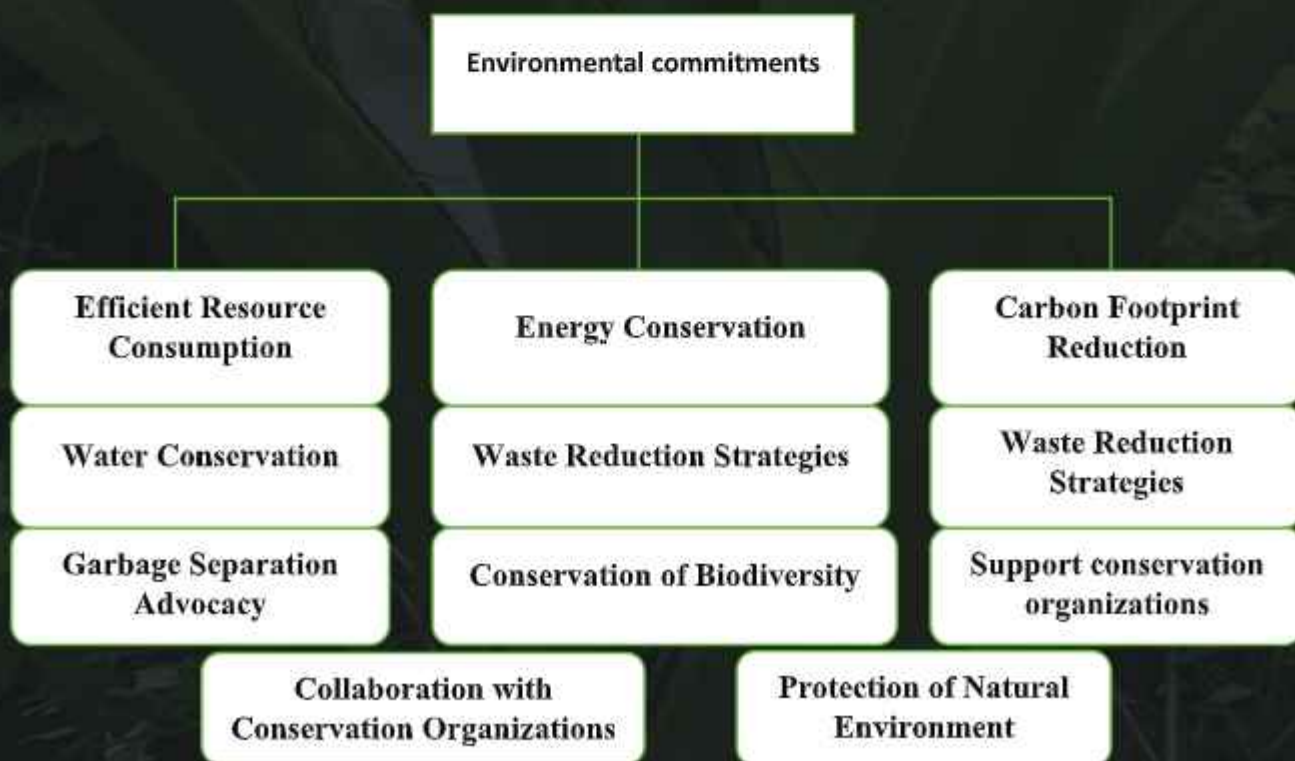 Environmental commitments
Efficient Resource
Consumption
Energy Conservation
Carbon Footprint
Reduction
Water Conservation
Waste Reduction Strategies
Waste Reduction
Strategies
Garbage Separation
Advocacy
Conservation of Biodiversity
Support conservation
organizations
Collaboration with
Conservation Organizations
Protection of Natural
Environment